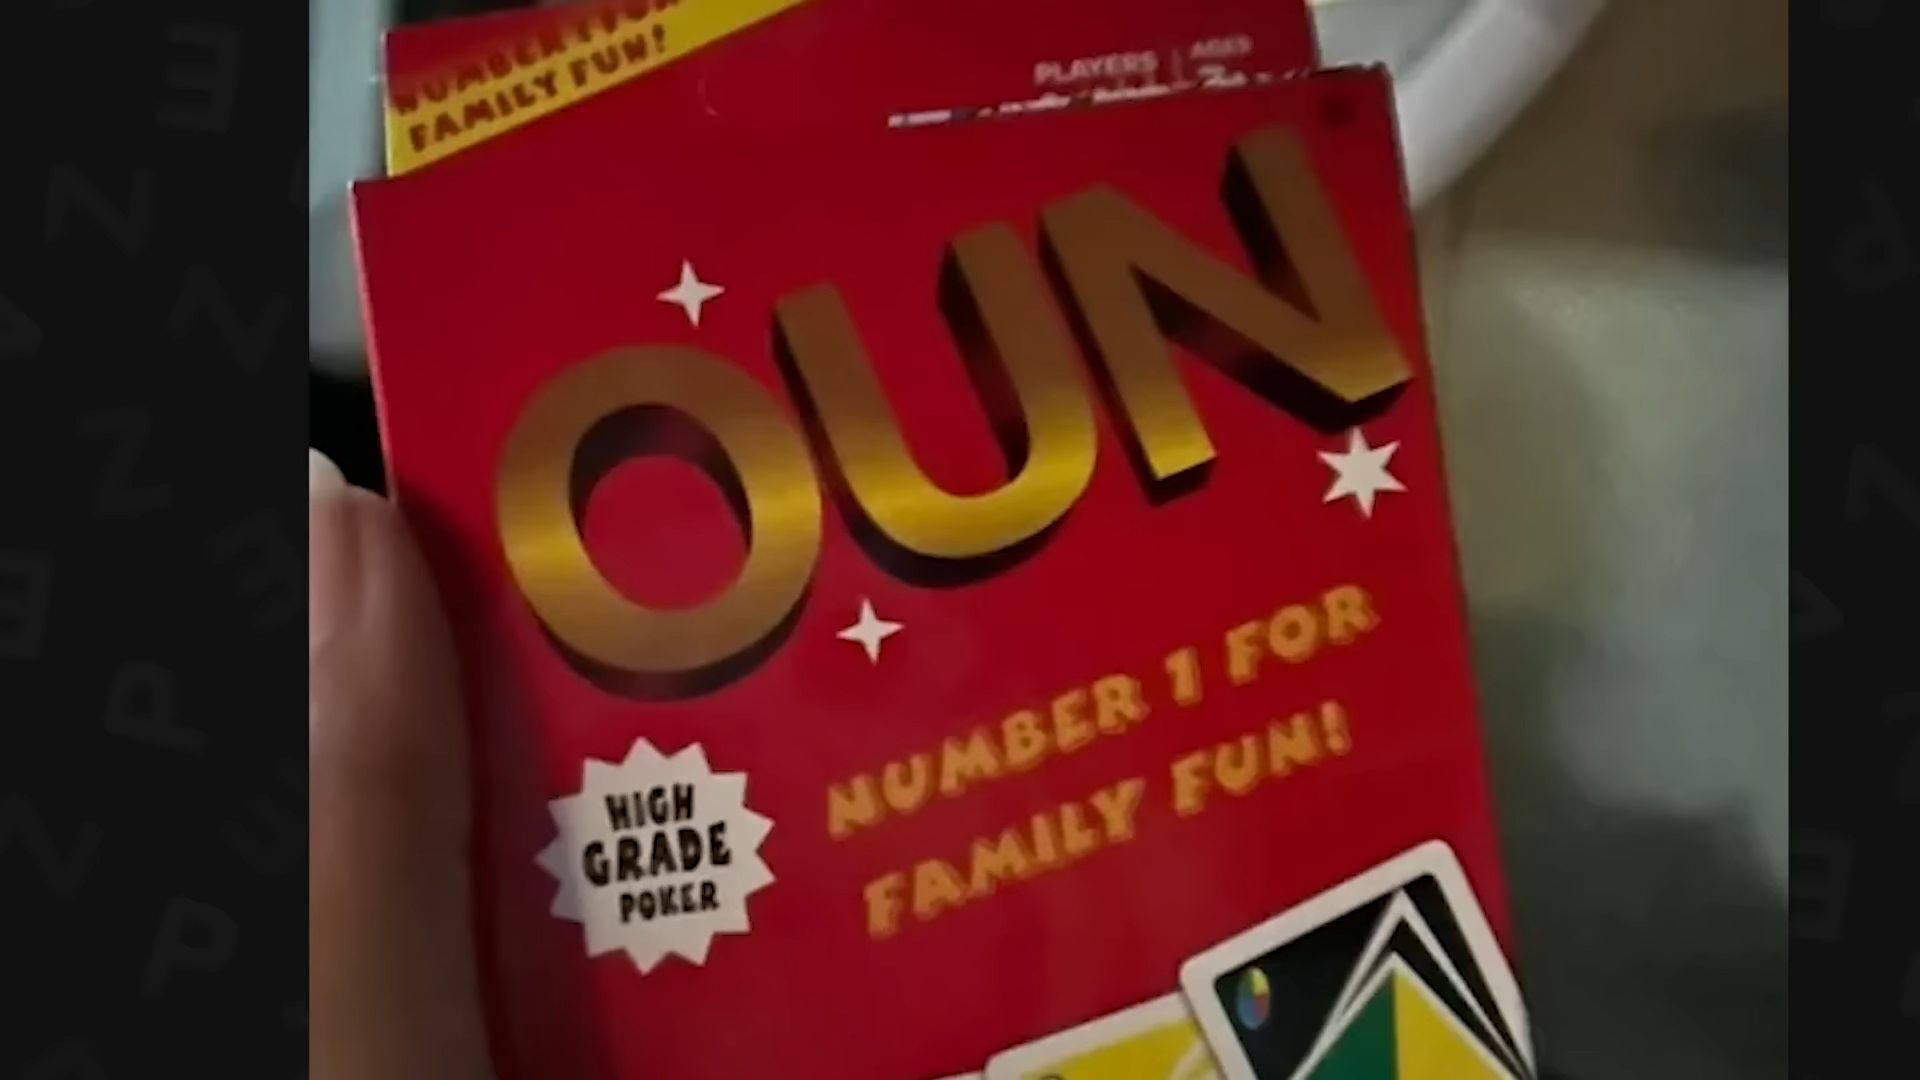 NUMBER 1 FOR
FAMILY FUN!
PLAYERS | AGES
OUN
NUMBER 1 FOR
FAMILY FUN!
HIGH
GRADE
POKER